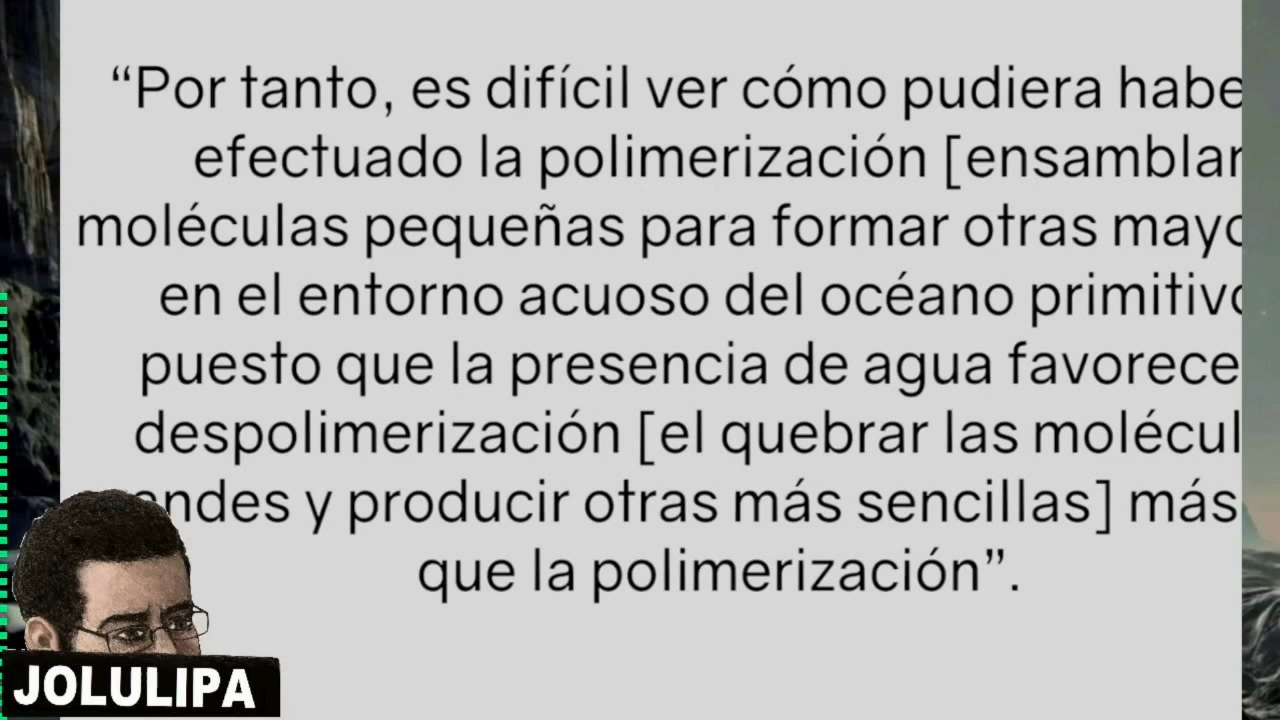 “Por tanto, es difícil ver cómo pudiera habe
efectuado la polimerización [ensamblar
moléculas pequeñas para formar otras mayo
en el entorno acuoso del océano primitivo
puesto que la presencia de agua favorece
despolimerización [el quebrar las molécul
andes y producir otras más sencillas] más
que la polimerización”.
JOLULIPA